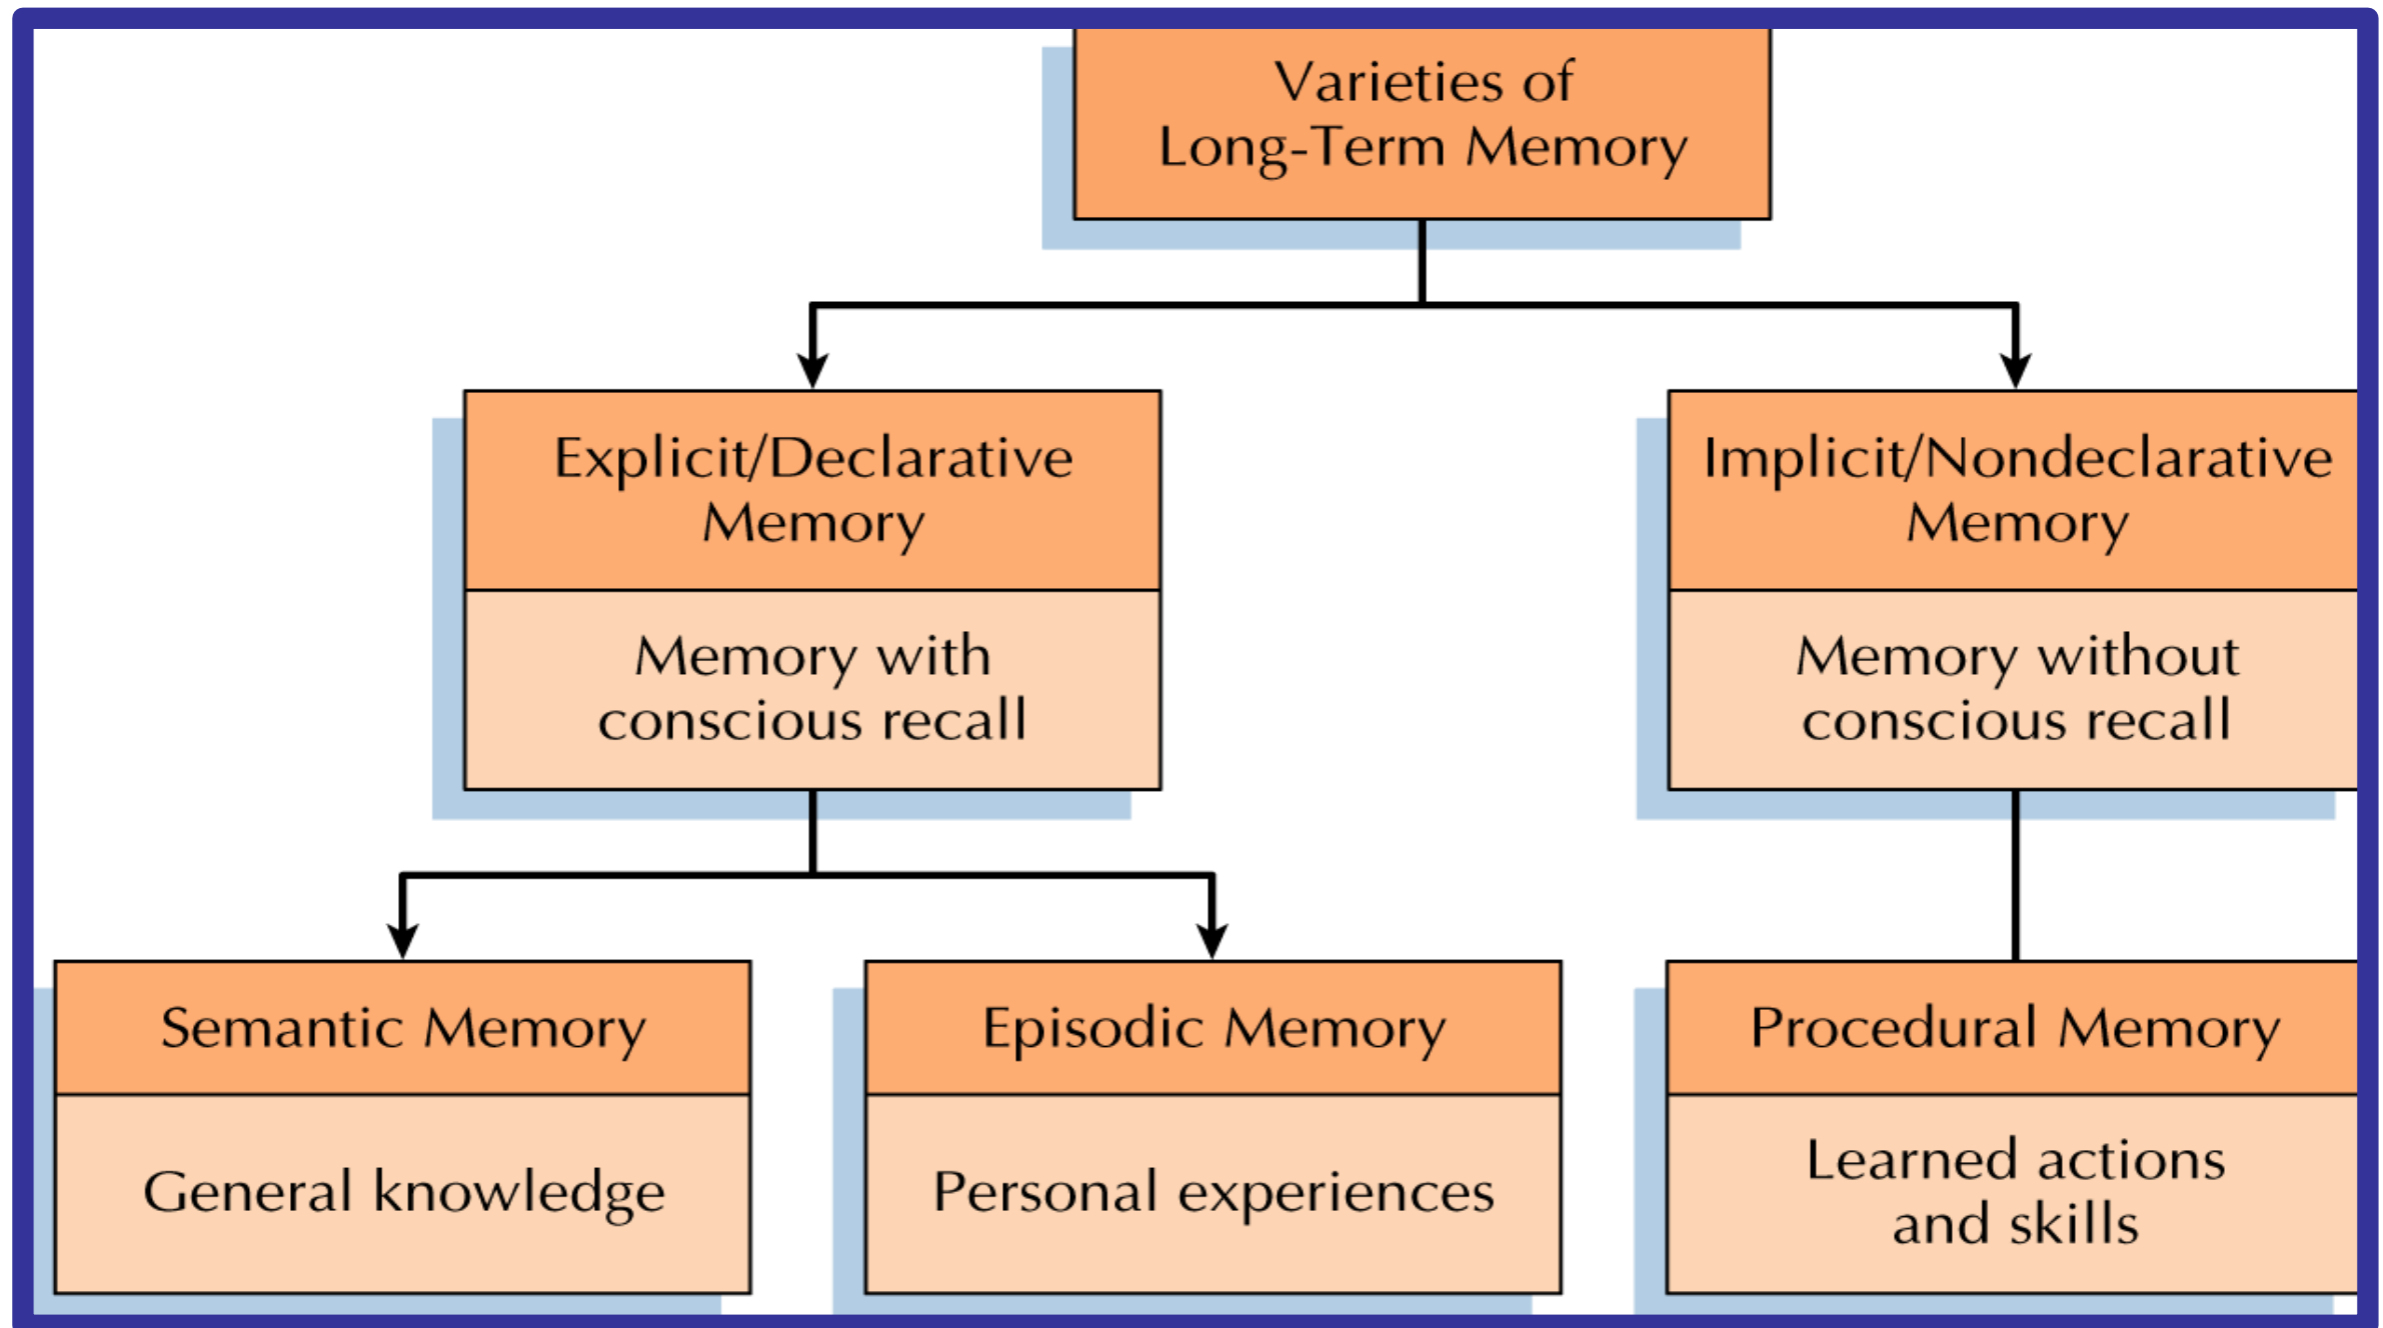 Varieties of
Long-Term Memory
Explicit/Declarative
Memory
Memory with
conscious recall
Implicit/Nondeclarative
Memory
Memory without
conscious recall
Semantic Memory
General knowledge
Episodic Memory
Personal experiences
Procedural Memory
Learned actions
and skills